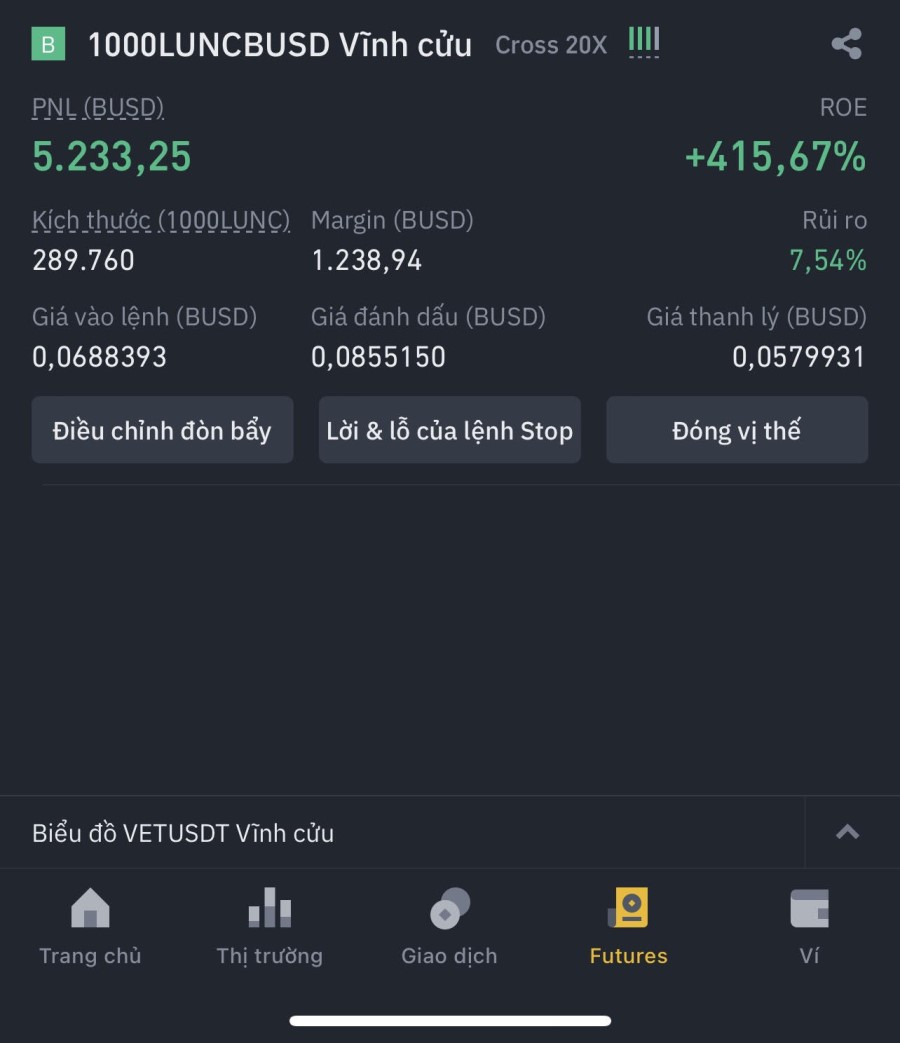 B 1000LUNCBUSD Vĩnh cửu Cross 20X
PNL (BUSD) ROE
5.233,25 +415,67%
Kích thước (1000LUNC) Margin (BUSD) Rủi ro
289.760 1.238,94 7,54%
Giá vào lệnh (BUSD) Giá đánh dấu (BUSD) Giá thanh lý (BUSD)
0,0688393 0,0855150 0,0579931
Điều chỉnh đòn bẩy Lời & lỗ của lệnh Stop Đóng vị thế
Biểu đồ VETUSDT Vĩnh cửu
Trang chủ Thị trường Giao dịch Futures Ví